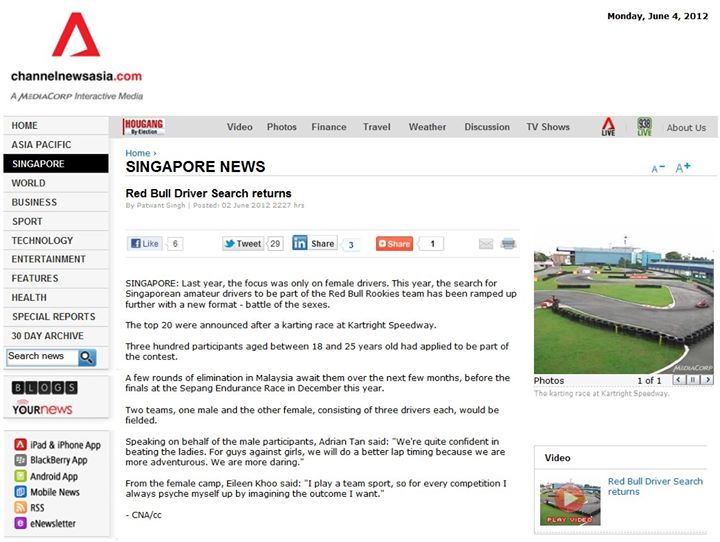 Monday, June 4, 2012
channelnewsasia.com
A MEDIACORP Interactive Media
HOME
ASIA PACIFIC
SINGAPORE
WORLD
BUSINESS
SPORT
TECHNOLOGY
ENTERTAINMENT
FEATURES
HEALTH
SPECIAL REPORTS
30 DAY ARCHIVE
Search news
BLOGS
YOURNEWS
iPad & iPhone App
BlackBerry App
Android App
Mobile News
RSS
eNewsletter
HOUGANG
By-Election
Video Photos Finance Travel Weather Discussion TV Shows LIVE 938 LIVE About Us
Home ›
SINGAPORE NEWS
A- A+
Red Bull Driver Search returns
By Patwant Singh | Posted: 02 June 2012 2227 hrs
Like 6 Tweet 29 Share 3 Share 1
SINGAPORE: Last year, the focus was only on female drivers. This year, the search for
Singaporean amateur drivers to be part of the Red Bull Rookies team has been ramped up
further with a new format - battle of the sexes.
The top 20 were announced after a karting race at Kartright Speedway.
Three hundred participants aged between 18 and 25 years old had applied to be part of
the contest.
A few rounds of elimination in Malaysia await them over the next few months, before the
finals at the Sepang Endurance Race in December this year.
Two teams, one male and the other female, consisting of three drivers each, would be
fielded.
Speaking on behalf of the male participants, Adrian Tan said: "We're quite confident in
beating the ladies. For guys against girls, we will do a better lap timing because we are
more adventurous. We are more daring."
From the female camp, Eileen Khoo said: "I play a team sport, so for every competition I
always psyche myself up by imagining the outcome I want."
- CNA/cc
MEDIACORP
Photos 1 of 1
The karting race at Kartright Speedway.
Video
Red Bull Driver Search
returns
PLAY VIDEO